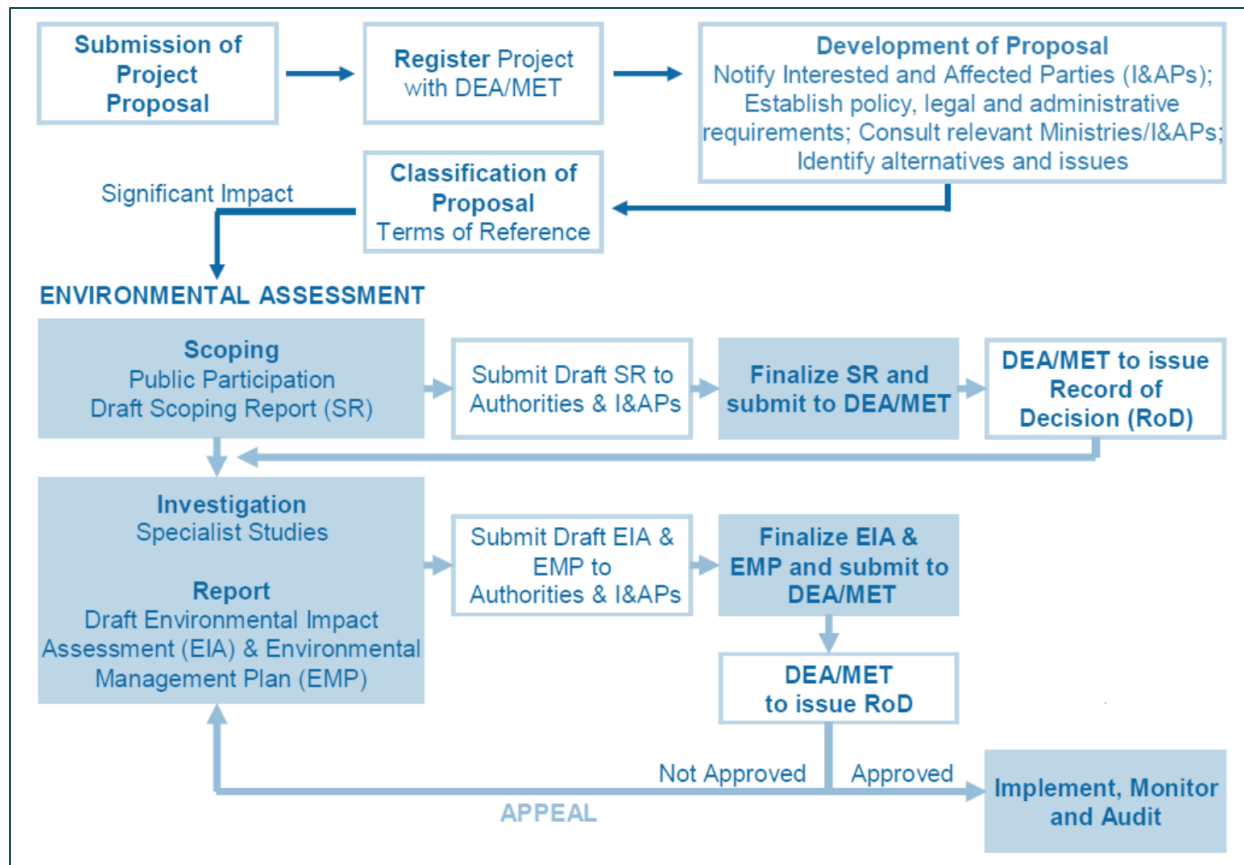 Submission of
Project
Proposal
Register Project
with DEA/MET
Development of Proposal
Notify Interested and Affected Parties (I&APs);
Establish policy, legal and administrative
requirements; Consult relevant Ministries/I&APs;
Identify alternatives and issues
Significant Impact
Classification of
Proposal
Terms of Reference
ENVIRONMENTAL ASSESSMENT
Scoping
Public Participation
Draft Scoping Report (SR)
Submit Draft SR to
Authorities & I&APs
Finalize SR and
submit to DEA/MET
DEA/MET to issue
Record of
Decision (RoD)
Investigation
Specialist Studies
Report
Draft Environmental Impact
Assessment (EIA) & Environmental
Management Plan (EMP)
Submit Draft EIA &
EMP to
Authorities & I&APs
Finalize EIA &
EMP and submit to
DEA/MET
DEA/MET
to issue RoD
Not Approved
Approved
APPEAL
Implement, Monitor
and Audit